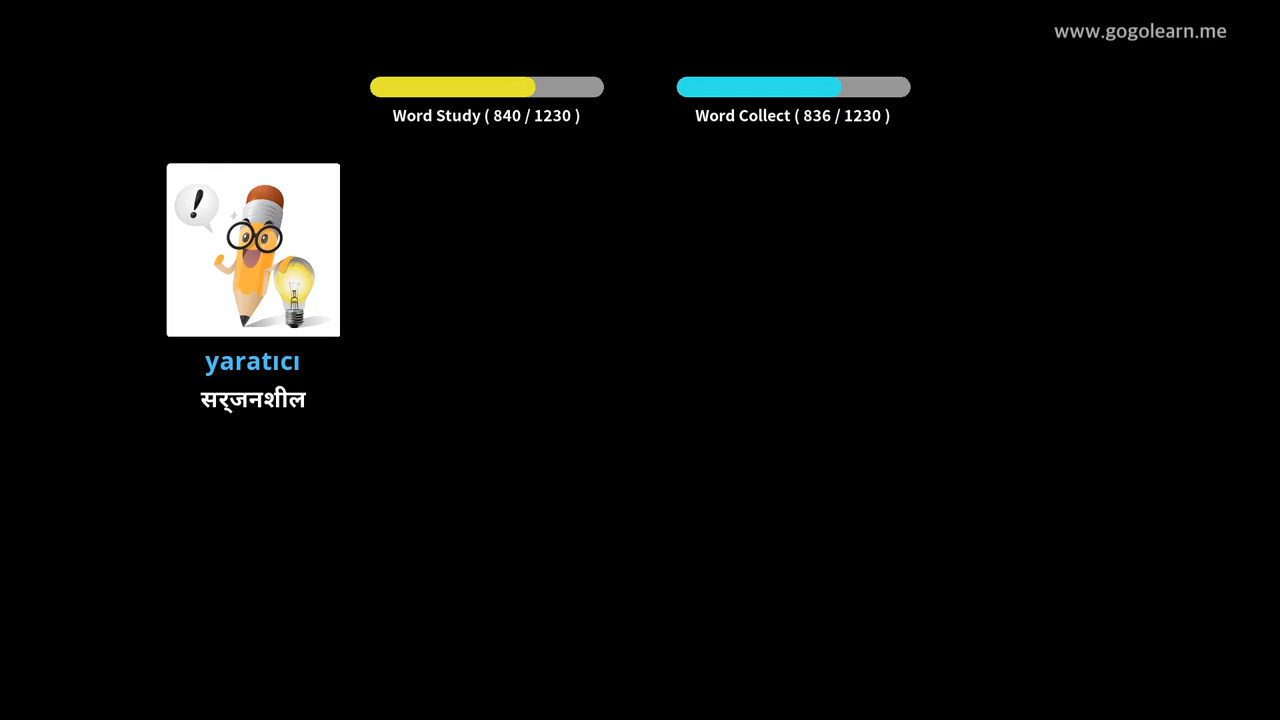 www.gogolearn.me
Word Study ( 840 / 1230 )
Word Collect ( 836 / 1230 )
!
yaratıcı
सर्जनशील